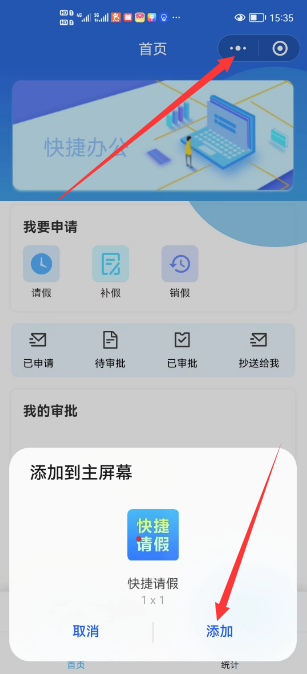 15:35
首页
快捷办公
我要申请
请假 补假 销假
已申请 待审批 已审批 抄送给我
我的审批
添加到主屏幕
快捷
请假
快捷请假
1 x 1
取消 添加
首页 统计